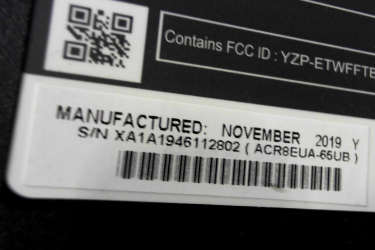 Contains FCC ID : YZP-ETWFFTE
MANUFACTURED: NOVEMBER 2019 Y
S/N XA1A1946112802 ( ACR8EUA-65UB )